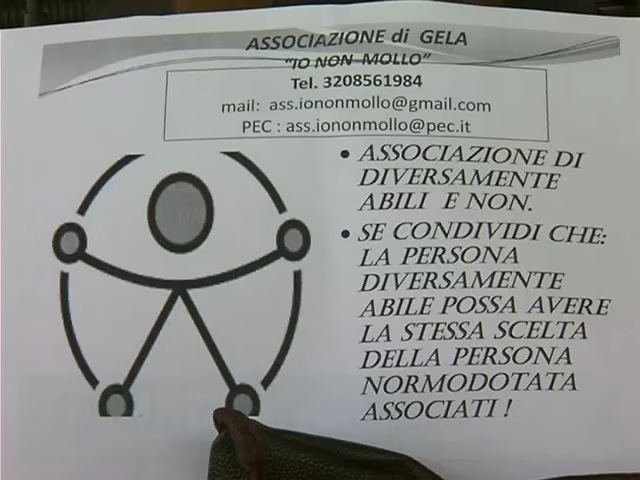 ASSOCIAZIONE di GELA
"IO NON MOLLO"
Tel. 3208561984
mail: ass.iononmollo@gmail.com
PEC : ass.iononmollo@pec.it
• ASSOCIAZIONE DI
DIVERSAMENTE
ABILI E NON.
• SE CONDIVIDI CHE:
LA PERSONA
DIVERSAMENTE
ABILE POSSA AVERE
LA STESSA SCELTA
DELLA PERSONA
NORMODOTATA
ASSOCIATI !